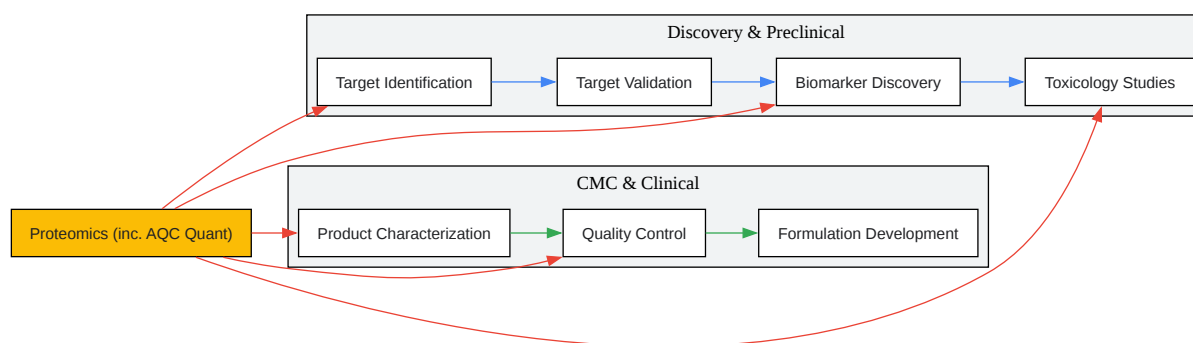 Discovery & Preclinical
Target Identification
Target Validation
Biomarker Discovery
Toxicology Studies
CMC & Clinical
Proteomics (inc. AQC Quant)
Product Characterization
Quality Control
Formulation Development